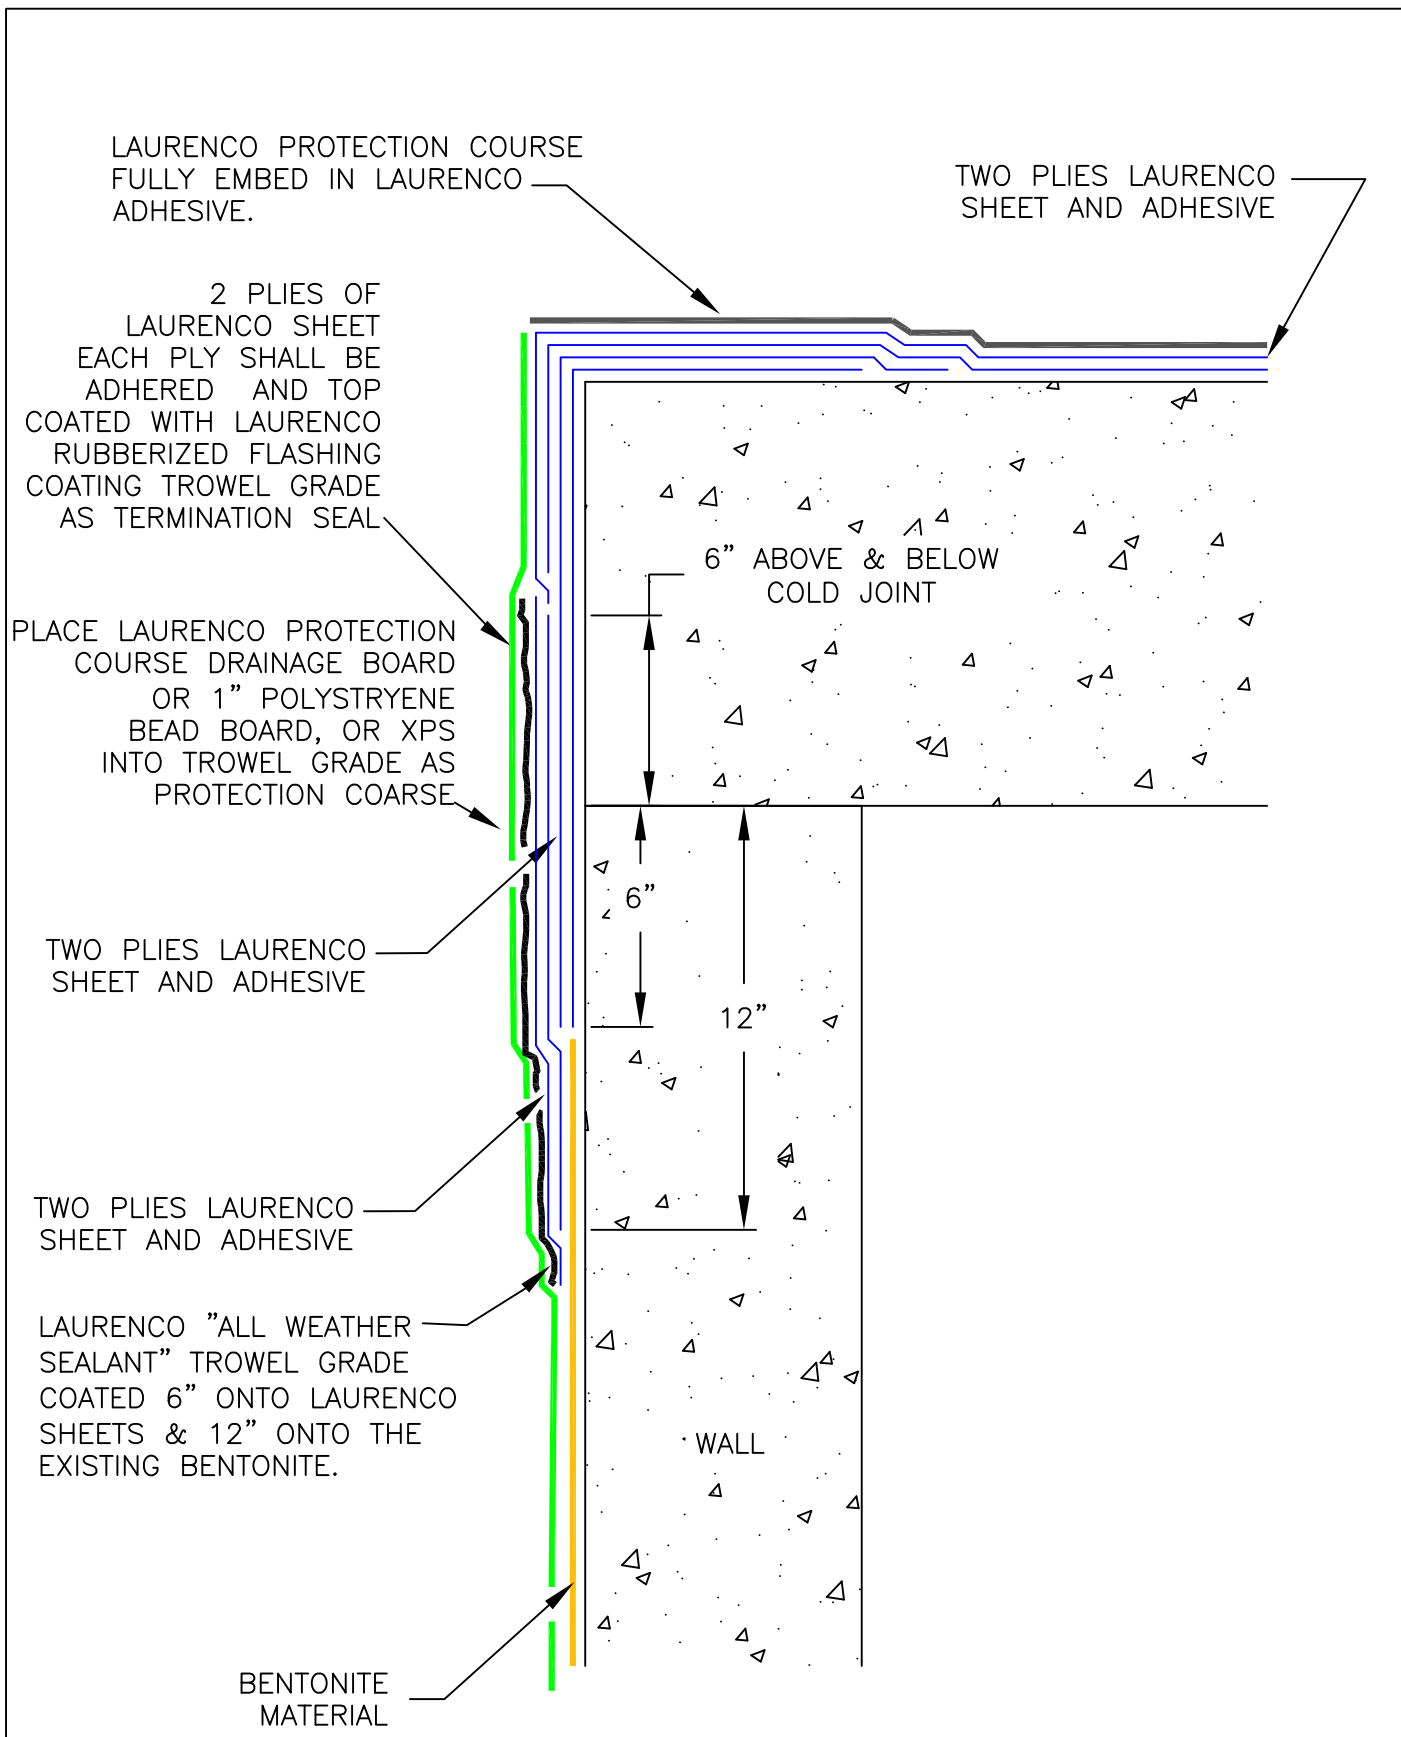 LAURENCO PROTECTION COURSE
FULLY EMBED IN LAURENCO
ADHESIVE.
TWO PLIES LAURENCO
SHEET AND ADHESIVE
2 PLIES OF
LAURENCO SHEET
EACH PLY SHALL BE
ADHERED AND TOP
COATED WITH LAURENCO
RUBBERIZED FLASHING
COATING TROWEL GRADE
AS TERMINATION SEAL
6" ABOVE & BELOW
COLD JOINT
PLACE LAURENCO PROTECTION
COURSE DRAINAGE BOARD
OR 1" POLYSTRYENE
BEAD BOARD, OR XPS
INTO TROWEL GRADE AS
PROTECTION COARSE
6"
TWO PLIES LAURENCO
SHEET AND ADHESIVE
12"
TWO PLIES LAURENCO
SHEET AND ADHESIVE
LAURENCO "ALL WEATHER
SEALANT" TROWEL GRADE
COATED 6" ONTO LAURENCO
SHEETS & 12" ONTO THE
EXISTING BENTONITE.
WALL
BENTONITE
MATERIAL